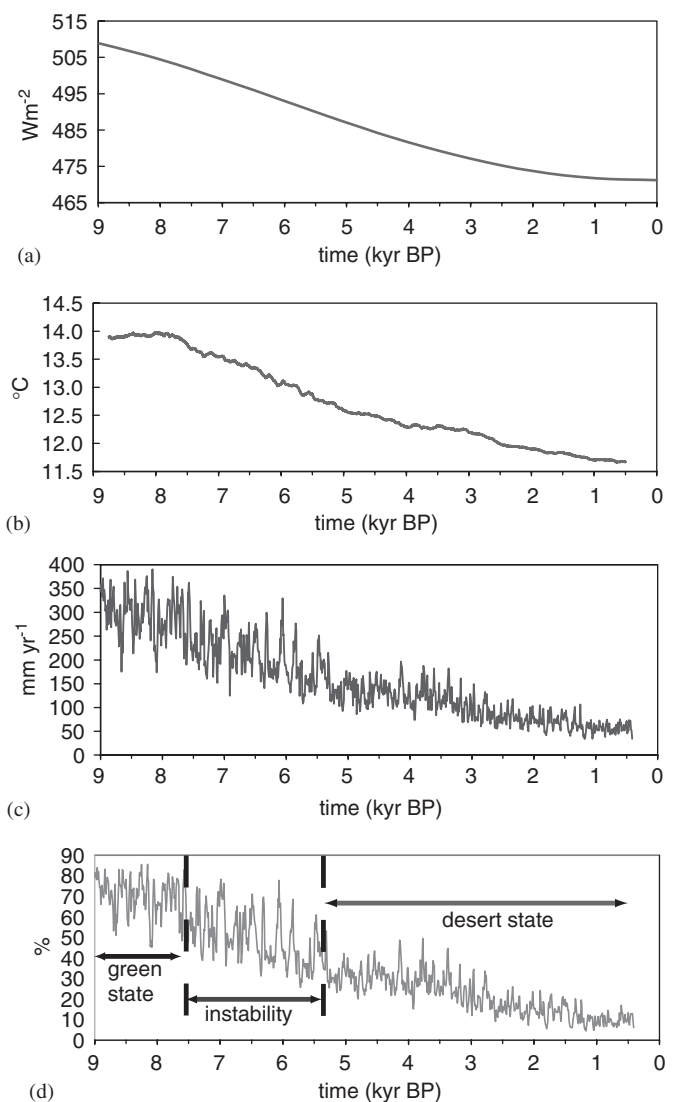 515
505
495
485
475
465
Wm-2
9 8 7 6 5 4 3 2 1 0
time (kyr BP)
(a)
14.5
14.0
13.5
13.0
12.5
12.0
11.5
°C
9 8 7 6 5 4 3 2 1 0
time (kyr BP)
(b)
400
350
300
250
200
150
100
50
0
mm yr-1
9 8 7 6 5 4 3 2 1 0
time (kyr BP)
(c)
90
80
70
60
50
40
30
20
10
0
%
green
state
instability
desert state
9 8 7 6 5 4 3 2 1 0
time (kyr BP)
(d)